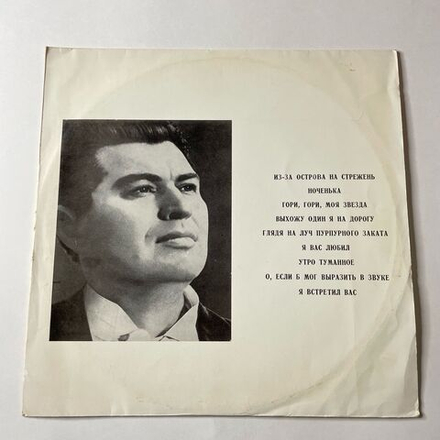 ИЗ-ЗА ОСТРОВА НА СТРЕЖЕНЬ
НОЧЕНЬКА
ГОРИ, ГОРИ, МОЯ ЗВЕЗДА
ВЫХОЖУ ОДИН Я НА ДОРОГУ
ГЛЯДЯ НА ЛУЧ ПУРПУРНОГО ЗАКАТА
Я ВАС ЛЮБИЛ
УТРО ТУМАННОЕ
О, ЕСЛИ Б МОГ ВЫРАЗИТЬ В ЗВУКЕ
Я ВСТРЕТИЛ ВАС